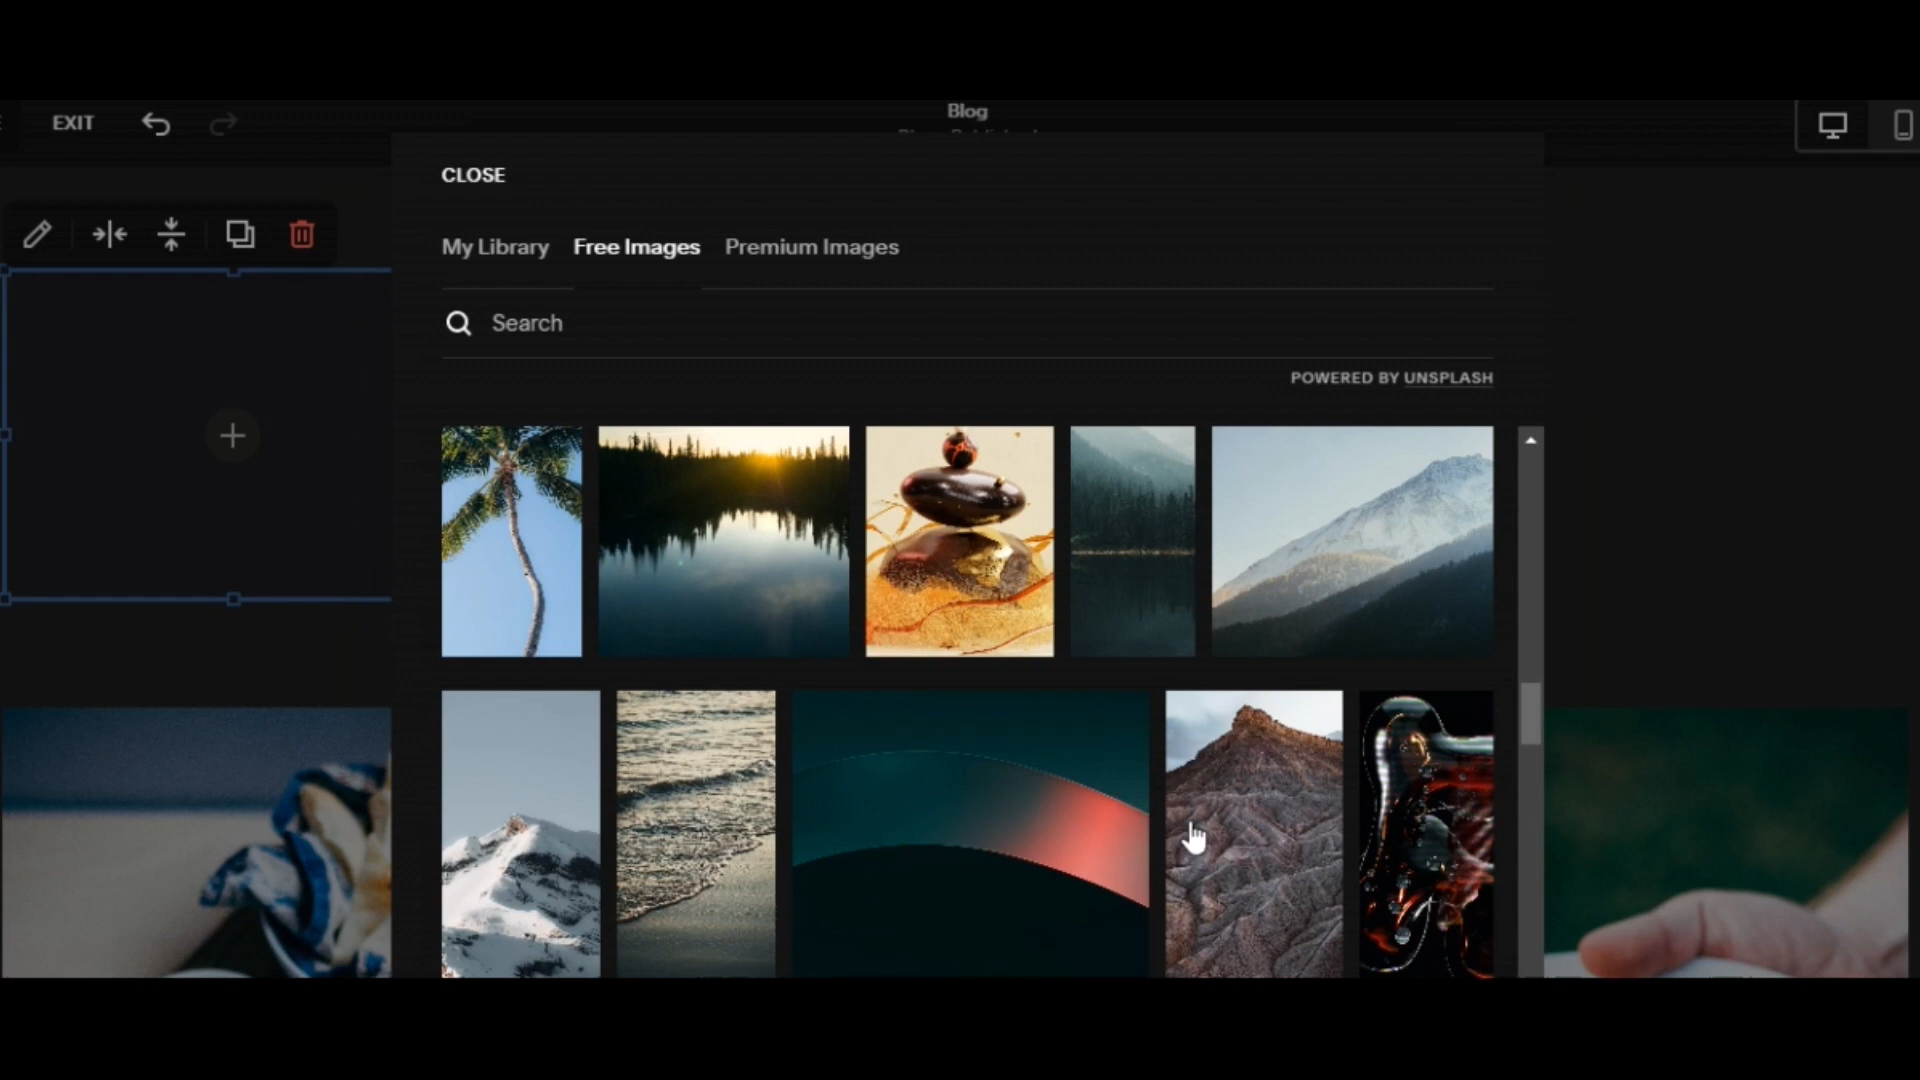 EXIT
Blog
CLOSE
My Library Free Images Premium Images
Search
POWERED BY UNSPLASH